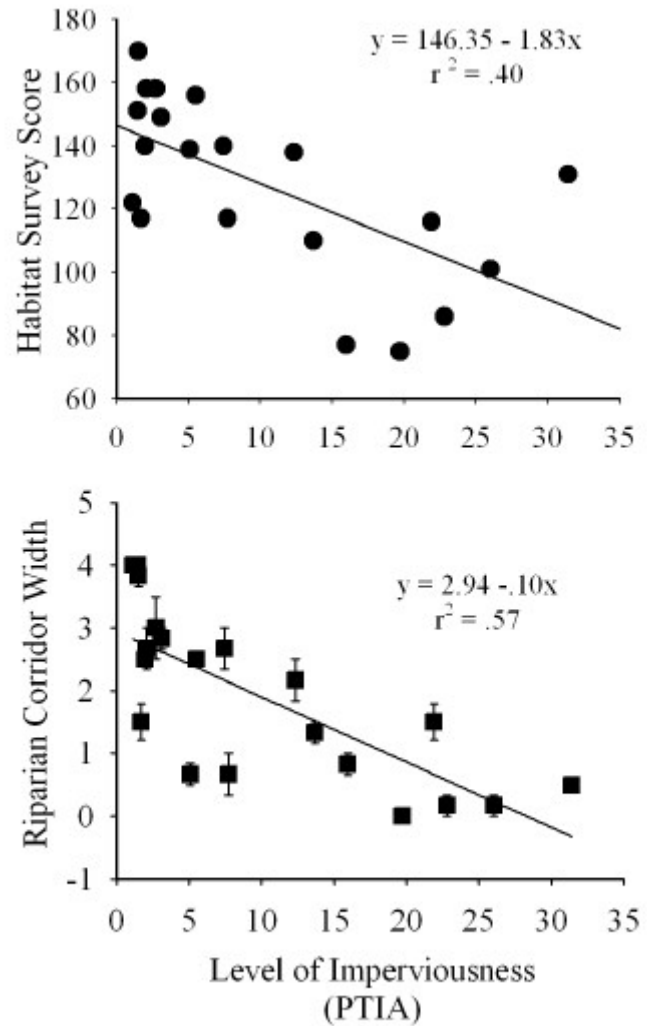 180
160
140
120
100
80
60
Habitat Survey Score
y = 146.35 - 1.83x
r² = .40
0 5 10 15 20 25 30 35
5
4
3
2
1
0
-1
Riparian Corridor Width
y = 2.94 -.10x
r² = .57
0 5 10 15 20 25 30 35
Level of Imperviousness
(PTIA)